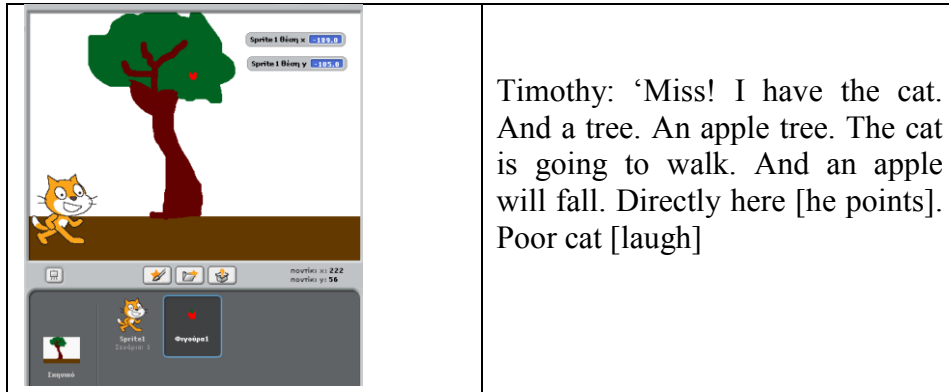 Sprite1 θέση x -189.0
Sprite1 θέση y -105.0
ποντίκι x: 222
ποντίκι y: 56
Sprite1
Σενάρια: 1
Φιγούρα1
Σκηνικό
Timothy: ‘Miss! I have the cat.
And a tree. An apple tree. The cat
is going to walk. And an apple
will fall. Directly here [he points].
Poor cat [laugh]